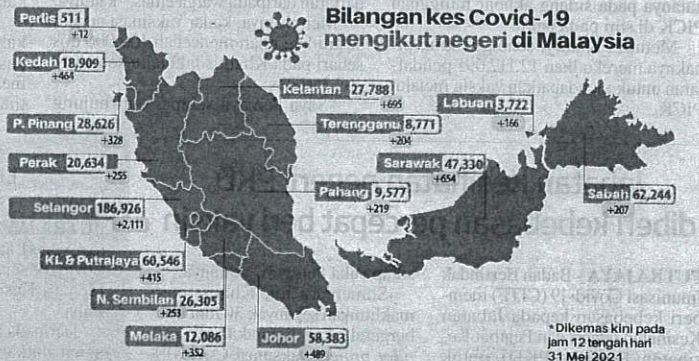 Bilangan kes Covid-19
mengikut negeri di Malaysia
Perlis 511
+12
Kedah 18,909
+464
P. Pinang 28,626
+328
Perak 20,634
+255
Selangor 186,926
+2,111
KL & Putrajaya 60,546
+415
N. Sembilan 26,305
+253
Melaka 12,086
+352
Johor 58,383
+489
Kelantan 27,788
+695
Terengganu 8,771
+204
Pahang 9,577
+219
Labuan 3,722
+166
Sarawak 47,330
+654
Sabah 62,244
+207
* Dikemas kini pada
jam 12 tengah hari
31 Mei 2021